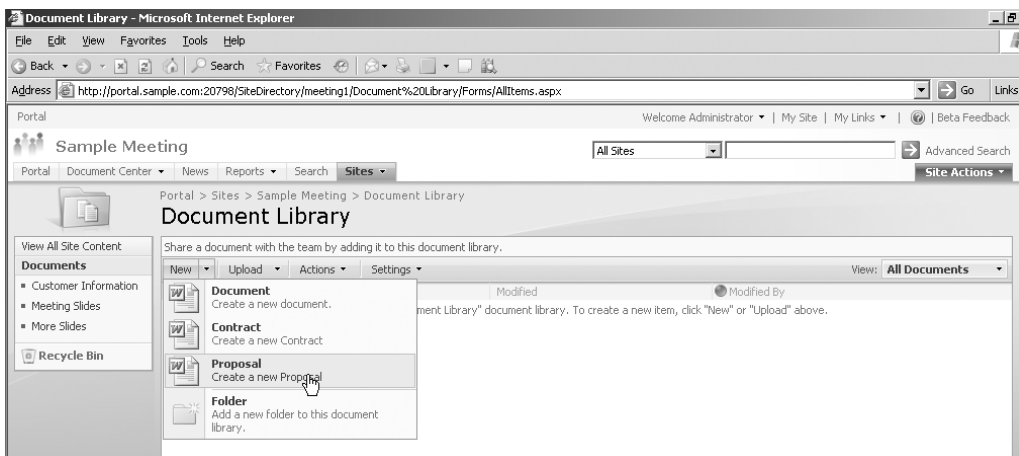 Document Library - Microsoft Internet Explorer
File Edit View Favorites Tools Help
Back Search Favorites
Address http://portal.sample.com:20798/SiteDirectory/meeting1/Document%20Library/Forms/AllItems.aspx Go Links
Portal Welcome Administrator | My Site | My Links | | Beta Feedback
Sample Meeting All Sites Advanced Search
Portal Document Center News Reports Search Sites Site Actions
Portal > Sites > Sample Meeting > Document Library
Document Library
View All Site Content Share a document with the team by adding it to this document library.
Documents New Upload Actions Settings View: All Documents
Customer Information
Meeting Slides
More Slides
Recycle Bin
Document
Create a new document.
Contract
Create a new Contract
Proposal
Create a new Proposal
Folder
Add a new folder to this document
library.
Modified Modified By
ment Library" document library. To create a new item, click "New" or "Upload" above.